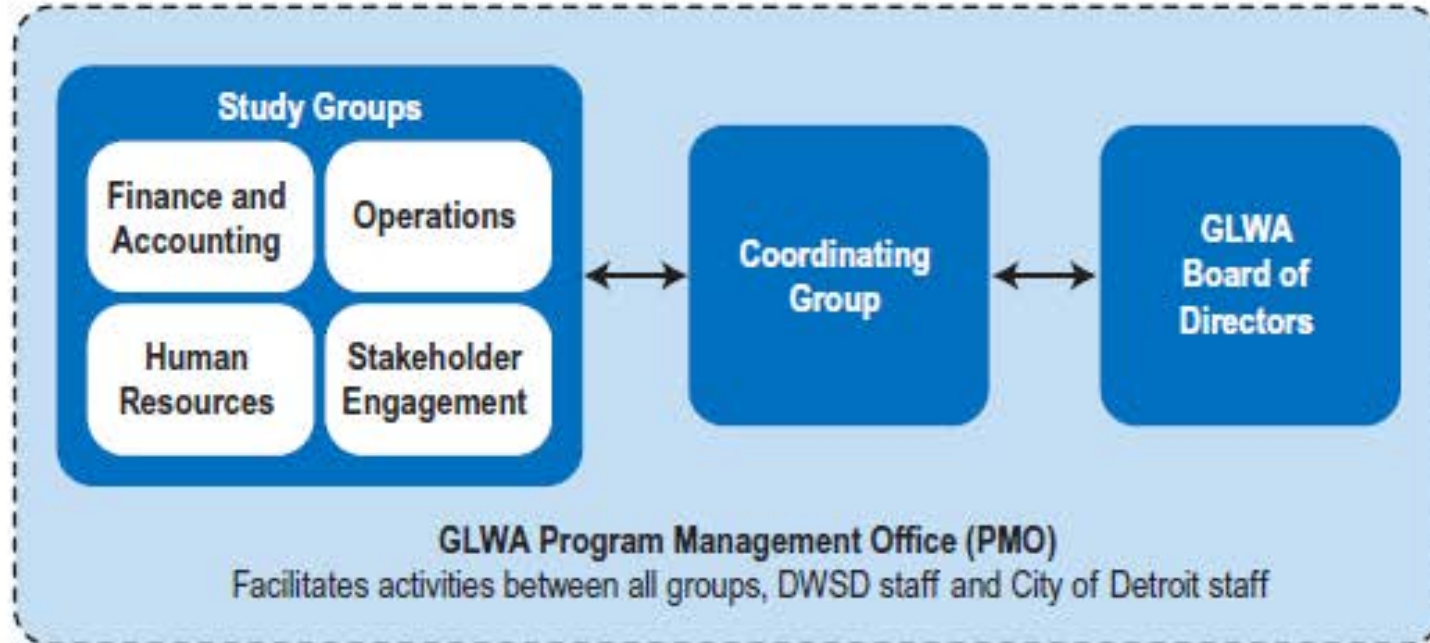 Study Groups
Finance and
Accounting
Operations
Human
Resources
Stakeholder
Engagement
Coordinating
Group
GLWA
Board of
Directors
GLWA Program Management Office (PMO)
Facilitates activities between all groups, DWSD staff and City of Detroit staff